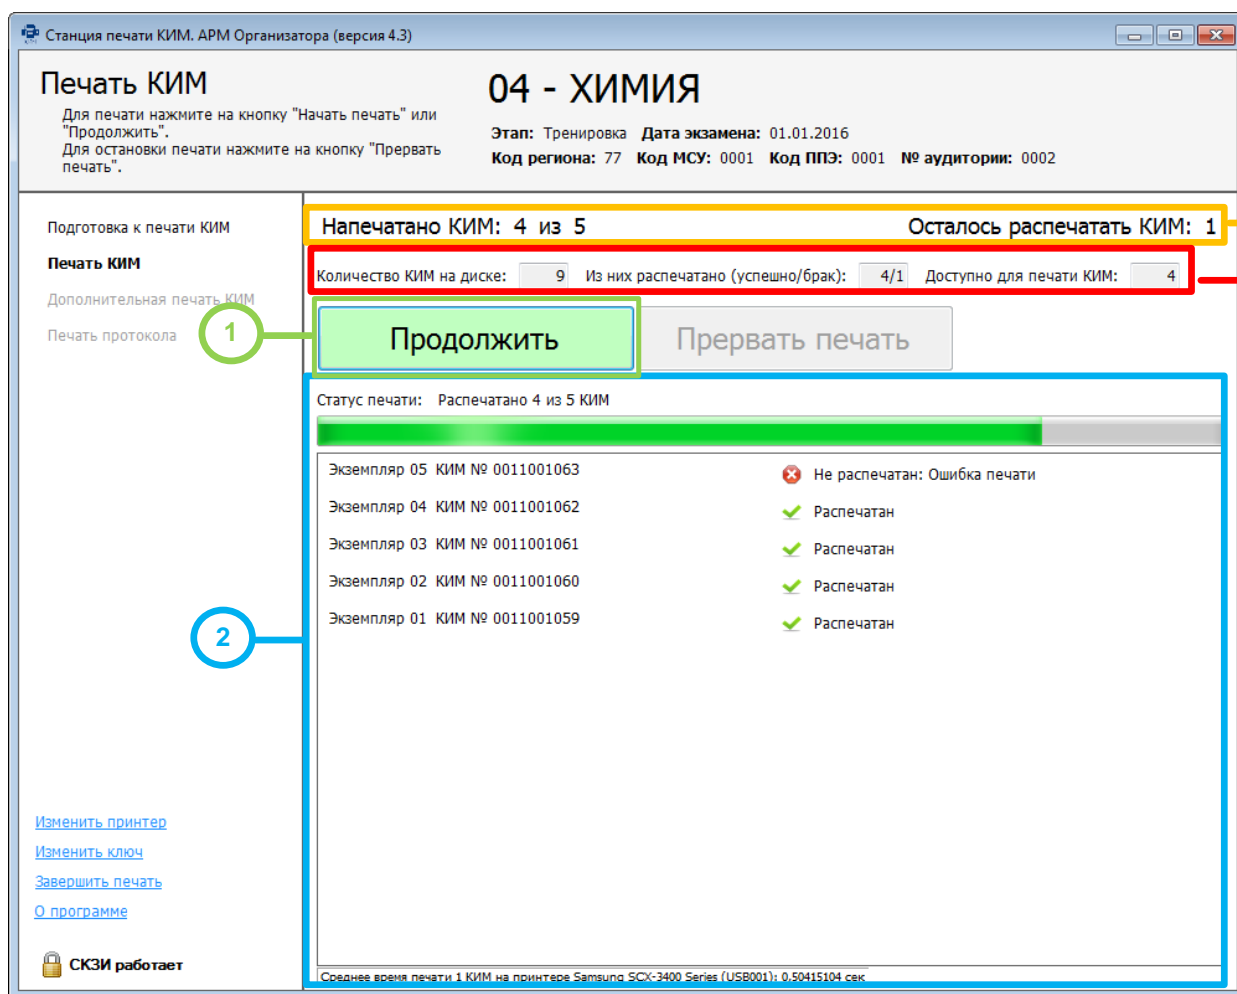 Станция печати КИМ. АРМ Организатора (версия 4.3)
Печать КИМ
Для печати нажмите на кнопку "Начать печать" или
"Продолжить".
Для остановки печати нажмите на кнопку "Прервать
печать".
04 - ХИМИЯ
Этап: Тренировка Дата экзамена: 01.01.2016
Код региона: 77 Код МСУ: 0001 Код ППЭ: 0001 № аудитории: 0002
Подготовка к печати КИМ
Печать КИМ
Дополнительная печать КИМ
Печать протокола
1
2
Напечатано КИМ: 4 из 5 Осталось распечатать КИМ: 1
Количество КИМ на диске: 9 Из них распечатано (успешно/брак): 4/1 Доступно для печати КИМ: 4
Продолжить Прервать печать
Статус печати: Распечатано 4 из 5 КИМ
Экземпляр 05 КИМ № 0011001063 Не распечатан: Ошибка печати
Экземпляр 04 КИМ № 0011001062 Распечатан
Экземпляр 03 КИМ № 0011001061 Распечатан
Экземпляр 02 КИМ № 0011001060 Распечатан
Экземпляр 01 КИМ № 0011001059 Распечатан
Изменить принтер
Изменить ключ
Завершить печать
О программе
СКЗИ работает
Среднее время печати 1 КИМ на принтере Samsung SCX-3400 Series (USB001): 0,50415104 сек